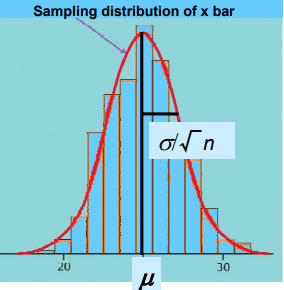 Sampling distribution of x bar
σ/√n
20
30
μ